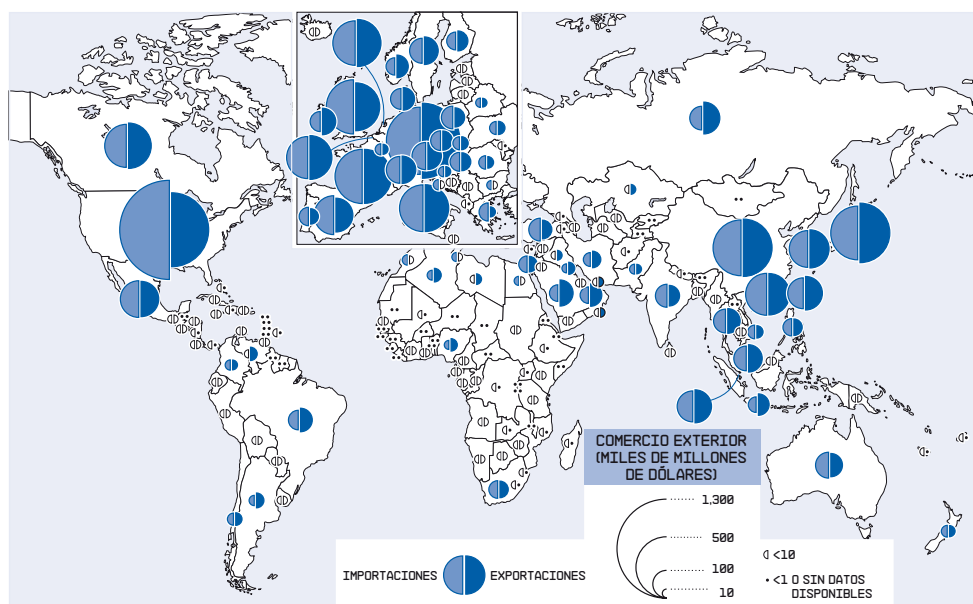 COMERCIO EXTERIOR
(MILES DE MILLONES
DE DÓLARES)
1,300
500
100
10
IMPORTACIONES
EXPORTACIONES
<10
<1 O SIN DATOS
DISPONIBLES